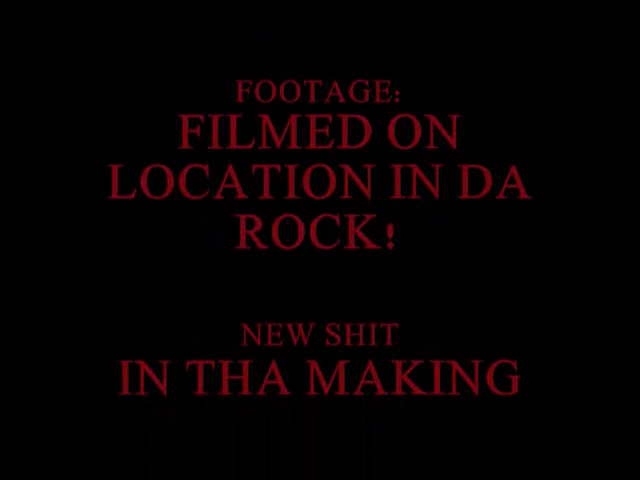 FOOTAGE:
FILMED ON
LOCATION IN DA
ROCK!
NEW SHIT
IN THA MAKING